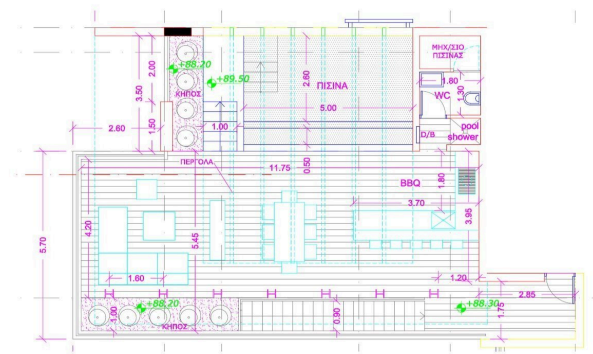 ΜΗΧ/ΣΙΟ
ΠΙΣΙΝΑΣ
+88.20
2.00
+89.50
2.60
ΠΙΣΙΝΑ
1.80
3.50
ΚΗΠΟΣ
WC
1.30
5.00
2.60
1.50
1.00
D/B
pool
shower
ΠΕΡΓΟΛΑ
11.75
0.50
1.80
BBQ
3.70
5.70
4.20
5.45
3.95
1.60
1.20
2.85
+88.20
+88.30
1.00
ΚΗΠΟΣ
0.90
1.75